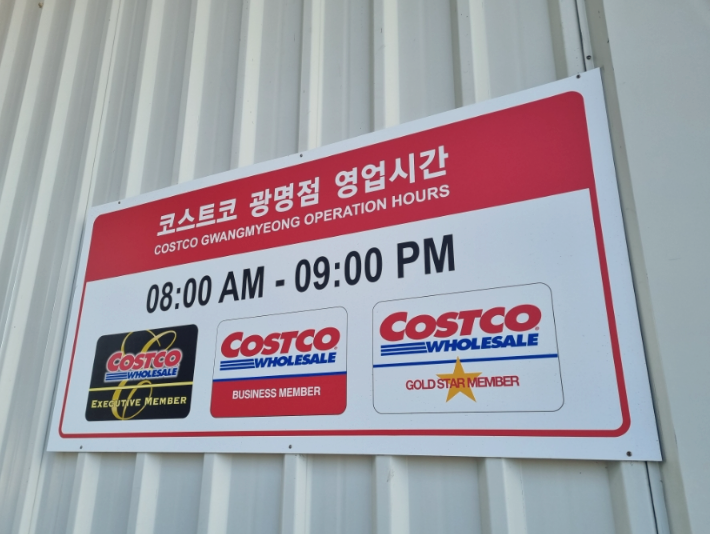 코스트코 광명점 영업시간
COSTCO GWANGMYEONG OPERATION HOURS
08:00 AM - 09:00 PM
COSTCO
WHOLESALE
EXECUTIVE MEMBER
COSTCO
WHOLESALE
BUSINESS MEMBER
COSTCO
WHOLESALE
GOLD STAR MEMBER